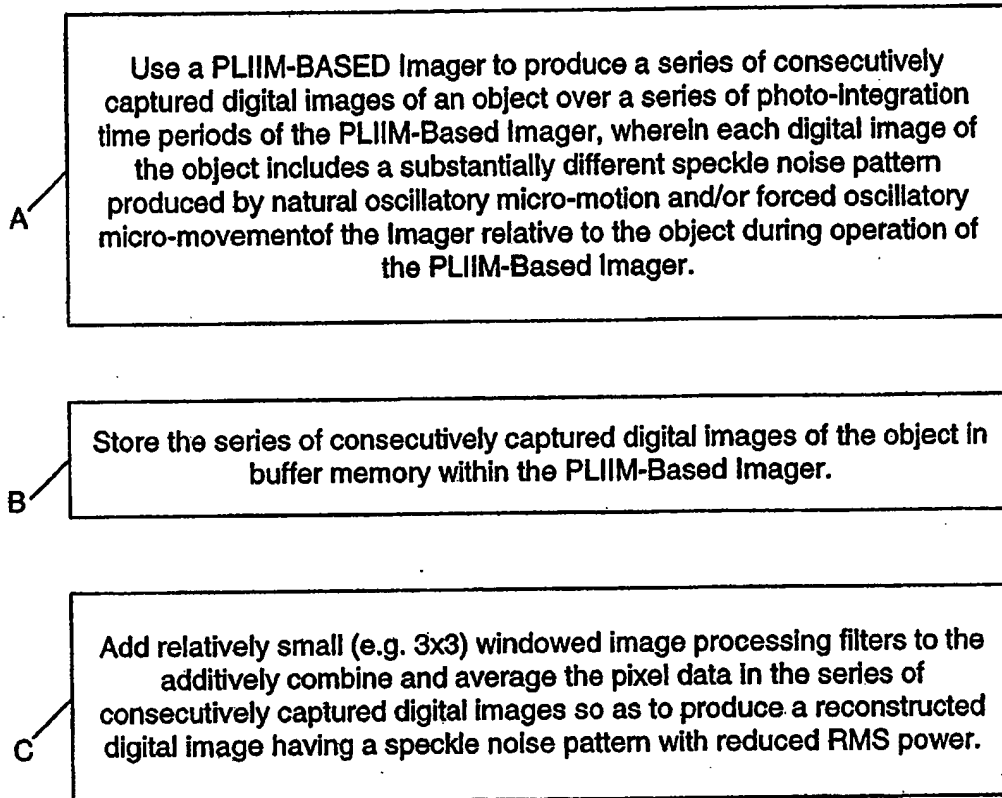 Use a PLIIM-BASED Imager to produce a series of consecutively
captured digital images of an object over a series of photo-integration
time periods of the PLIIM-Based Imager, wherein each digital image of
the object includes a substantially different speckle noise pattern
produced by natural oscillatory micro-motion and/or forced oscillatory
micro-movementof the Imager relative to the object during operation of
the PLIIM-Based Imager.
A
Store the series of consecutively captured digital images of the object in
buffer memory within the PLIIM-Based Imager.
B
Add relatively small (e.g. 3x3) windowed image processing filters to the
additively combine and average the pixel data in the series of
consecutively captured digital images so as to produce a reconstructed
digital image having a speckle noise pattern with reduced RMS power.
C